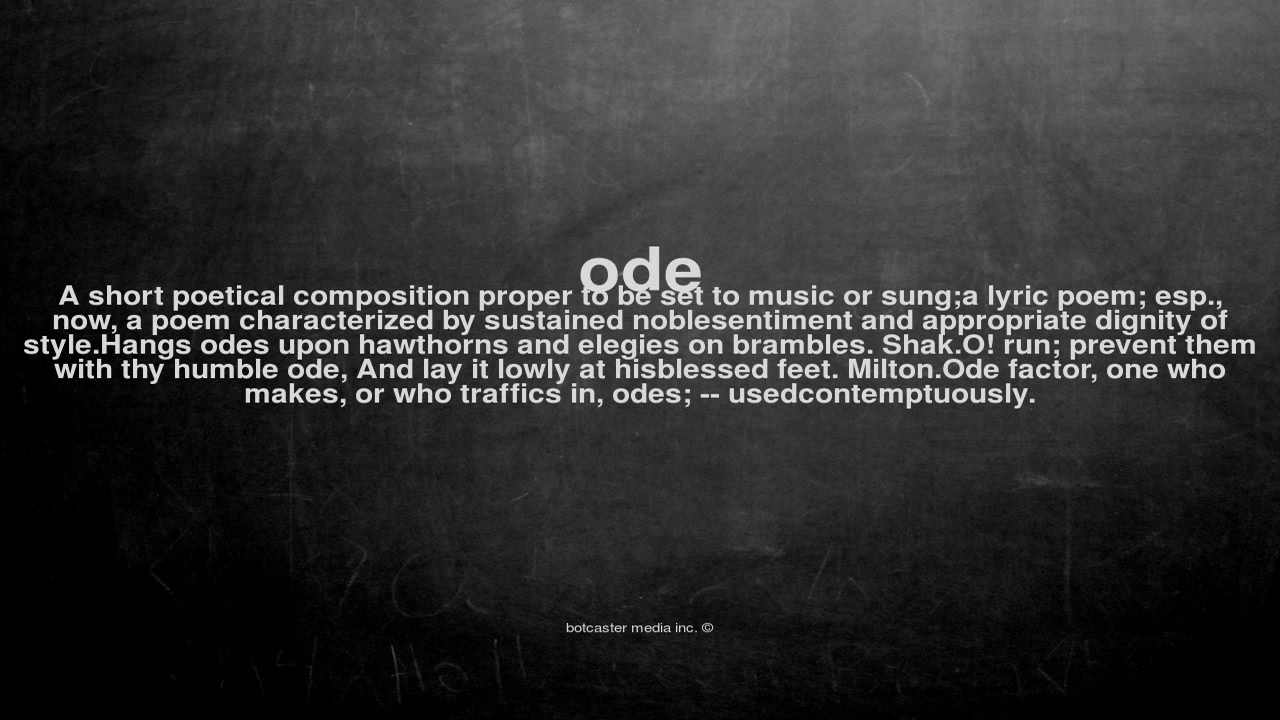 ode
A short poetical composition proper to be set to music or sung;a lyric poem; esp.,
now, a poem characterized by sustained noblesentiment and appropriate dignity of
style.Hangs odes upon hawthorns and elegies on brambles. Shak.O! run; prevent them
with thy humble ode, And lay it lowly at hisblessed feet. Milton.Ode factor, one who
makes, or who traffics in, odes; -- usedcontemptuously.
botcaster media inc. ©